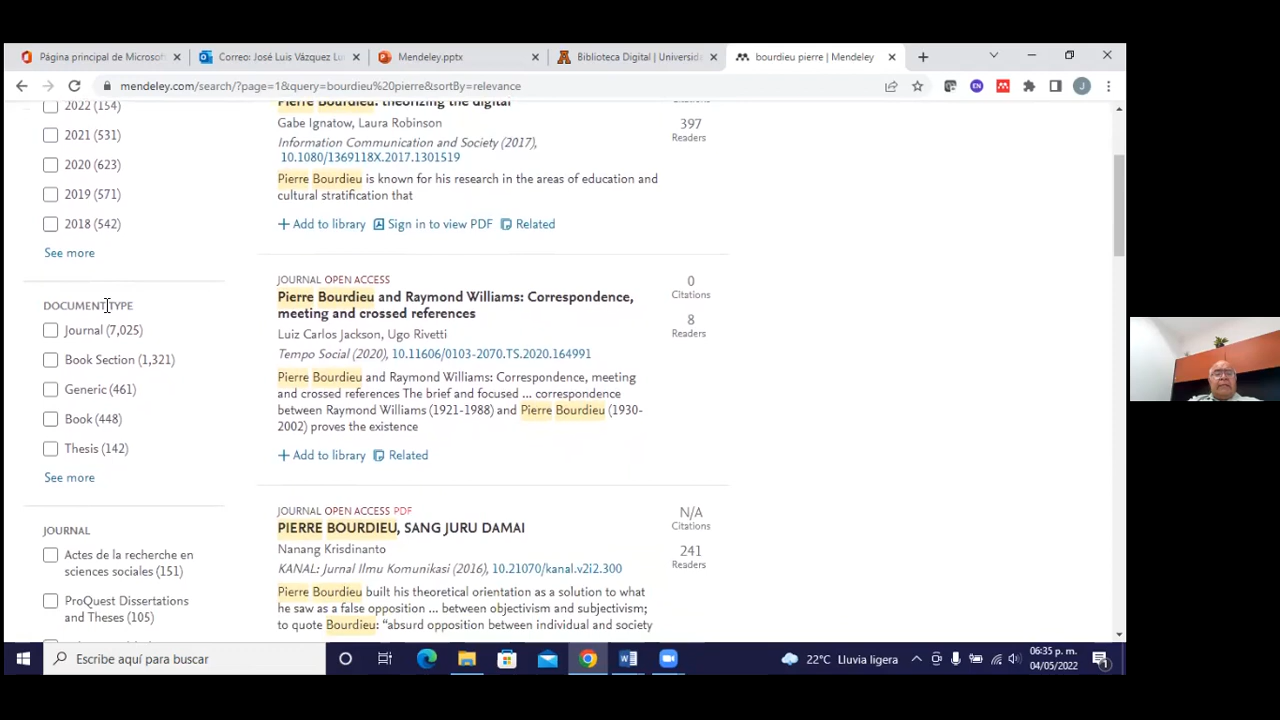 Página principal de Microsof
Correo: José Luis Vázquez Lu
Mendeley.pptx
Biblioteca Digital | Universida
bourdieu pierre | Mendeley
mendeley.com/search/?page=1&query=bourdieu%20pierre&sortBy=relevance
EN
J
2022 (154)
2021 (531)
2020 (623)
2019 (571)
2018 (542)
See more
DOCUMENT TYPE
Journal (7,025)
Book Section (1,321)
Generic (461)
Book (448)
Thesis (142)
See more
JOURNAL
Actes de la recherche en
sciences sociales (151)
ProQuest Dissertations
and Theses (105)
Pierre Bourdieu: theorizing the digital
Gabe Ignatow, Laura Robinson
Information Communication and Society (2017),
10.1080/1369118X.2017.1301519
Pierre Bourdieu is known for his research in the areas of education and
cultural stratification that
Add to library Sign in to view PDF Related
Citations
397
Readers
JOURNAL OPEN ACCESS
Pierre Bourdieu and Raymond Williams: Correspondence,
meeting and crossed references
Luiz Carlos Jackson, Ugo Rivetti
Tempo Social (2020), 10.11606/0103-2070.TS.2020.164991
Pierre Bourdieu and Raymond Williams: Correspondence, meeting
and crossed references The brief and focused ... correspondence
between Raymond Williams (1921-1988) and Pierre Bourdieu (1930-
2002) proves the existence
Add to library Related
0
Citations
8
Readers
JOURNAL OPEN ACCESS PDF
PIERRE BOURDIEU, SANG JURU DAMAI
Nanang Krisdinanto
KANAL: Jurnal Ilmu Komunikasi (2016), 10.21070/kanal.v2i2.300
Pierre Bourdieu built his theoretical orientation as a solution to what
he saw as a false opposition ... between objectivism and subjectivism;
to quote Bourdieu: “absurd opposition between individual and society
N/A
Citations
241
Readers
Escribe aquí para buscar
22°C Lluvia ligera
06:35 p. m.
04/05/2022
1